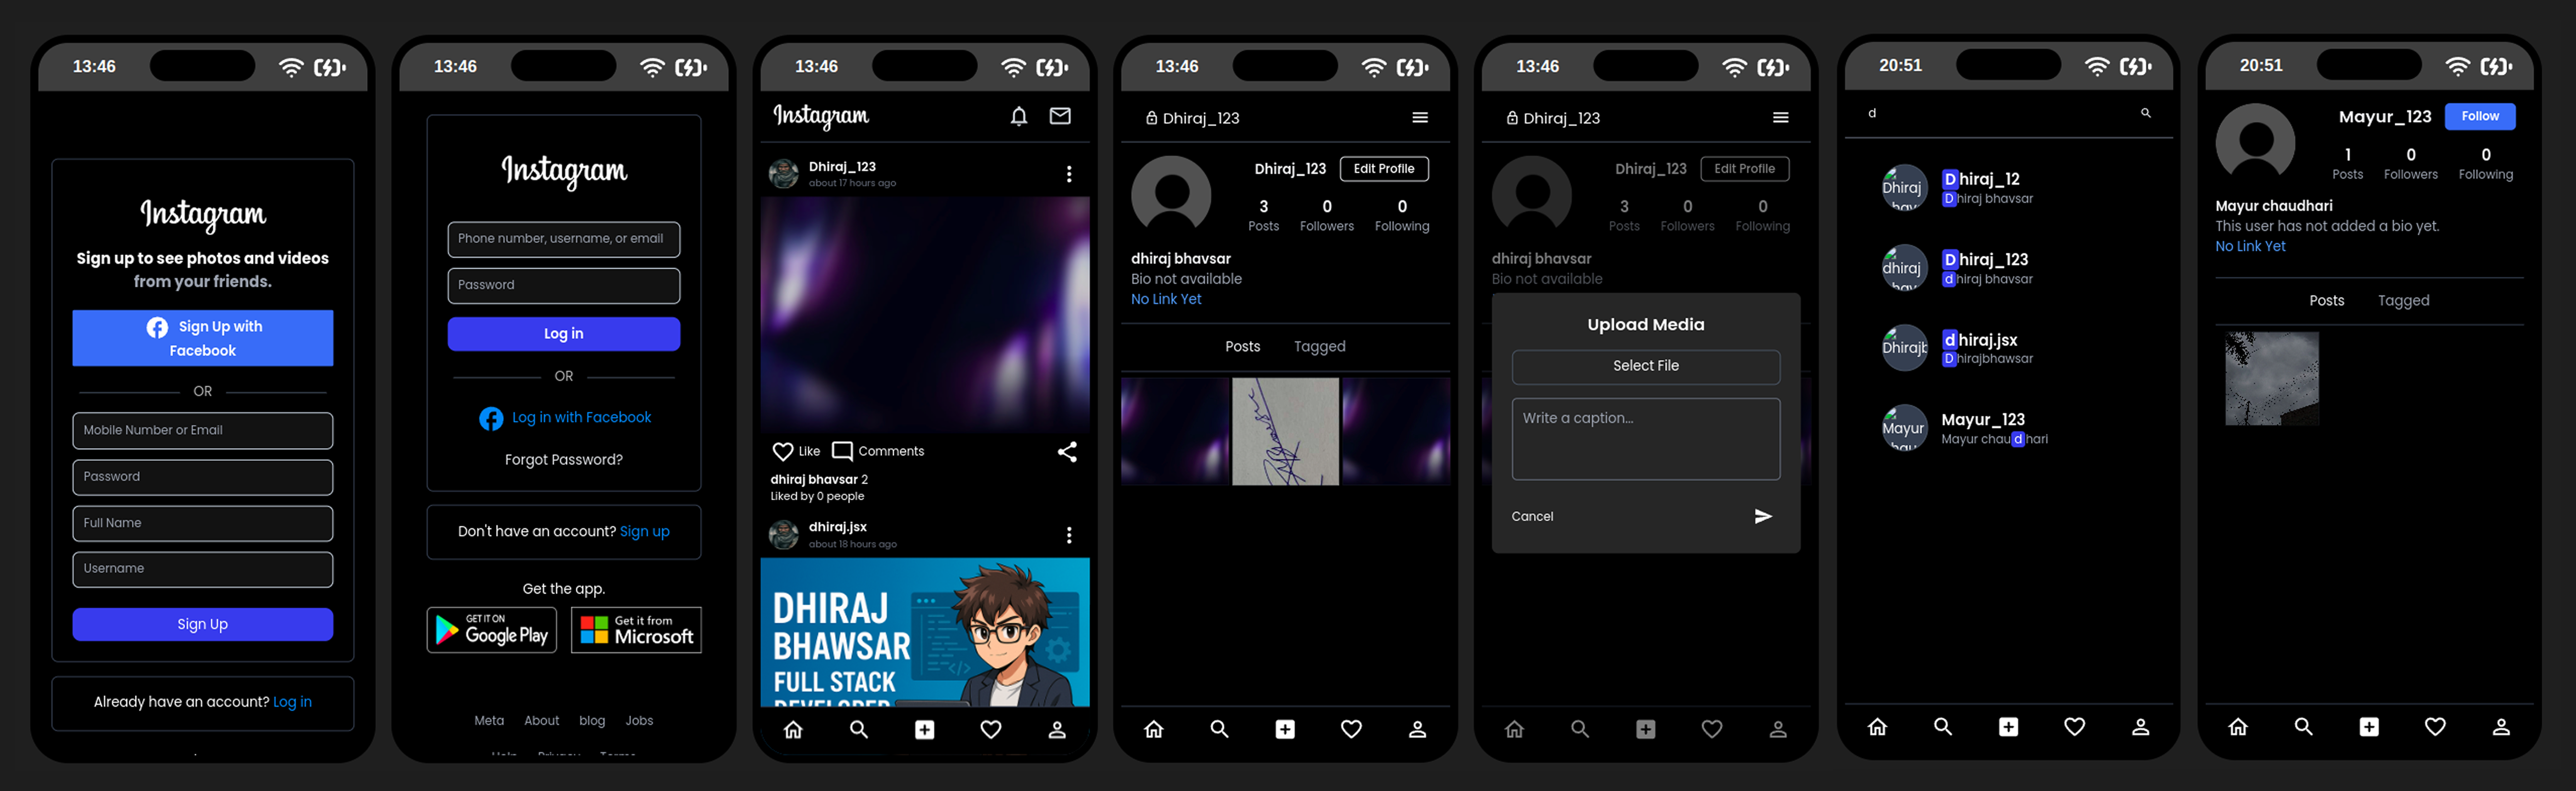 13:46
Instagram
Sign up to see photos and videos
from your friends.
Sign Up with
Facebook
OR
Mobile Number or Email
Password
Full Name
Username
Sign Up
Already have an account? Log in
13:46
Instagram
Phone number, username, or email
Password
Log in
OR
Log in with Facebook
Forgot Password?
Don't have an account? Sign up
Get the app.
GET IT ON
Google Play
Get it from
Microsoft
Meta About blog Jobs
Help Privacy Terms
13:46
Instagram
Dhiraj_123
about 17 hours ago
Like Comments
dhiraj bhavsar 2
Liked by 0 people
dhiraj.jsx
about 18 hours ago
DHIRAJ
BHAWSAR
FULL STACK
DEVELOPER
13:46
Dhiraj_123
Dhiraj_123 Edit Profile
3 0 0
Posts Followers Following
dhiraj bhavsar
Bio not available
No Link Yet
Posts Tagged
13:46
Dhiraj_123
Dhiraj_123 Edit Profile
3 0 0
Posts Followers Following
dhiraj bhavsar
Bio not available
Upload Media
Select File
Write a caption...
Cancel
20:51
d
Dhiraj
Dhiraj_12
Dhiraj bhavsar
dhiraj
Dhiraj_123
dhiraj bhavsar
dhiraj.jsx
Dhirajbhawsar
Mayur
Mayur_123
Mayur chaudhari
20:51
Mayur_123 Follow
1 0 0
Posts Followers Following
Mayur chaudhari
This user has not added a bio yet.
No Link Yet
Posts Tagged